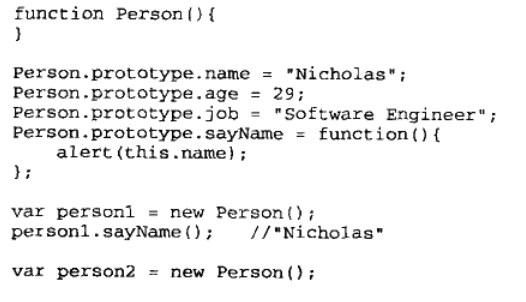 function Person(){
}
Person.prototype.name = "Nicholas";
Person.prototype.age = 29;
Person.prototype.job = "Software Engineer";
Person.prototype.sayName = function(){
    alert(this.name);
};
var person1 = new Person();
person1.sayName();   //"Nicholas"
var person2 = new Person();